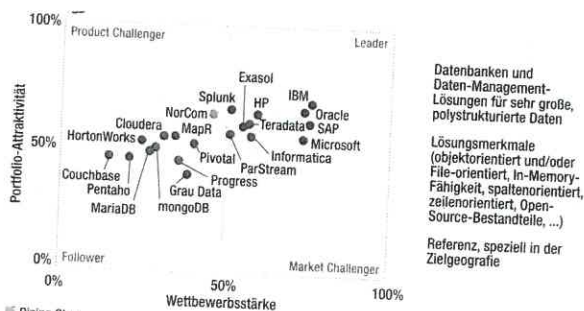 100%
Product Challenger
Leader
Exasol
Splunk
HP
IBM
NorCom
Oracle
Cloudera
MapR
Teradata
SAP
HortonWorks
Microsoft
50%
Pivotal
Informatica
Couchbase
ParStream
Pentaho
Progress
Grau Data
MariaDB
mongoDB
Portfolio-Attraktivität
Follower
Market Challenger
0%
0%
50%
100%
Wettbewerbsstärke
Datenbanken und
Daten-Management-
Lösungen für sehr große,
polystrukturierte Daten
Lösungsmerkmale
(objektorientiert und/oder
File-orientiert, In-Memory-
Fähigkeit, spaltenorientiert,
zeilenorientiert, Open-
Source-Bestandteile, ...)
Referenz, speziell in der
Zielgeografie